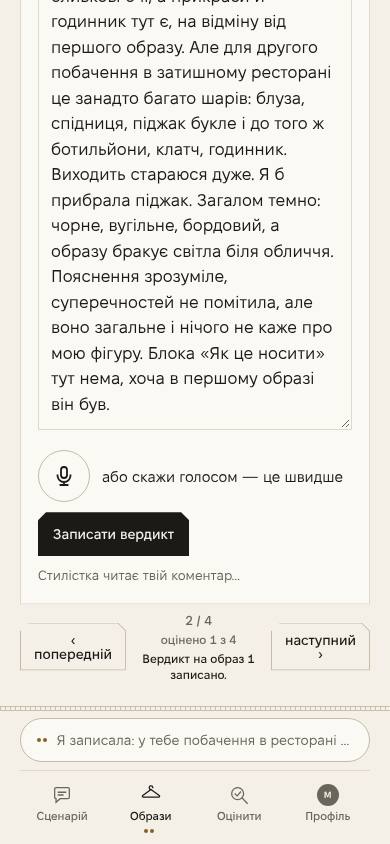 годинник тут є, на відміну від
першого образу. Але для другого
побачення в затишному ресторані
це занадто багато шарів: блуза,
спідниця, піджак букле і до того ж
ботильйони, клатч, годинник.
Виходить стараюся дуже. Я б
прибрала піджак. Загалом темно:
чорне, вугільне, бордовий, а
образу бракує світла біля обличчя.
Пояснення зрозуміле,
суперечностей не помітила, але
воно загальне і нічого не каже про
мою фігуру. Блока «Як це носити»
тут нема, хоча в першому образі
він був.
або скажи голосом — це швидше
Записати вердикт
Стилістка читає твій коментар...
‹
попередній
2 / 4
оцінено 1 з 4
Вердикт на образ 1
записано.
наступний
›
Я записала: у тебе побачення в ресторані ...
Сценарій
Образи
Оцінити
М
Профіль